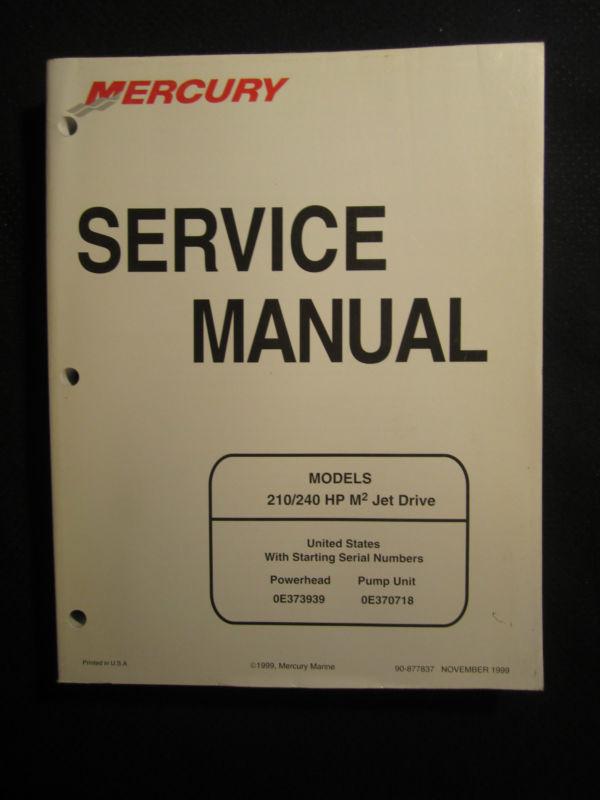 MERCURY
SERVICE
MANUAL
MODELS
210/240 HP M² Jet Drive
United States
With Starting Serial Numbers
Powerhead Pump Unit
0E373939 0E370718
Printed in U.S.A
©1999, Mercury Marine
90-877837 NOVEMBER 1999